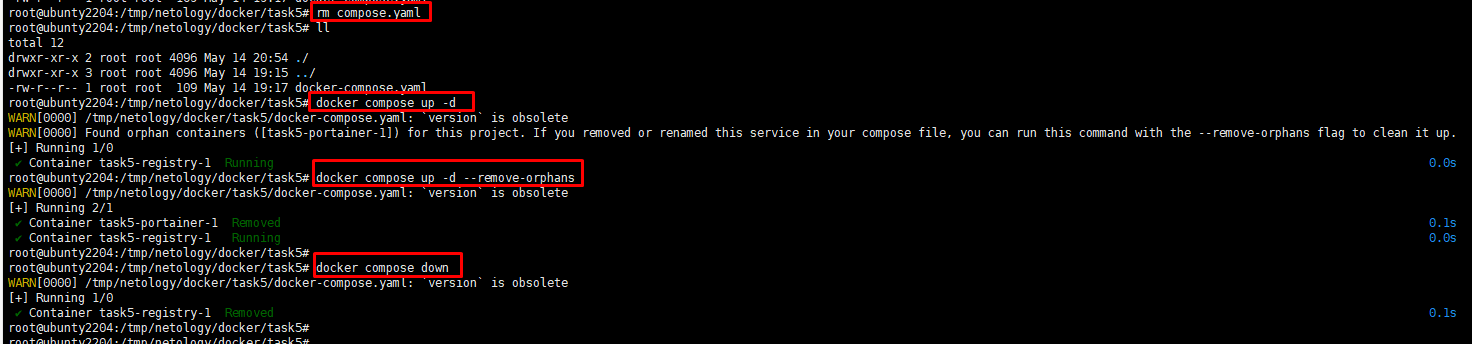 root@ubunty2204:/tmp/netology/docker/task5# rm compose.yaml
root@ubunty2204:/tmp/netology/docker/task5# ll
total 12
drwxr-xr-x 2 root root 4096 May 14 20:54 ./
drwxr-xr-x 3 root root 4096 May 14 19:15 ../
-rw-r--r-- 1 root root  109 May 14 19:17 docker-compose.yaml
root@ubunty2204:/tmp/netology/docker/task5# docker compose up -d
WARN[0000] /tmp/netology/docker/task5/docker-compose.yaml: `version` is obsolete
WARN[0000] Found orphan containers ([task5-portainer-1]) for this project. If you removed or renamed this service in your compose file, you can run this command with the --remove-orphans flag to clean it up.
[+] Running 1/0
 ✔ Container task5-registry-1  Running 0.0s
root@ubunty2204:/tmp/netology/docker/task5# docker compose up -d --remove-orphans
WARN[0000] /tmp/netology/docker/task5/docker-compose.yaml: `version` is obsolete
[+] Running 2/1
 ✔ Container task5-portainer-1  Removed 0.1s
 ✔ Container task5-registry-1   Running 0.0s
root@ubunty2204:/tmp/netology/docker/task5#
root@ubunty2204:/tmp/netology/docker/task5# docker compose down
WARN[0000] /tmp/netology/docker/task5/docker-compose.yaml: `version` is obsolete
[+] Running 1/0
 ✔ Container task5-registry-1  Removed 0.1s
root@ubunty2204:/tmp/netology/docker/task5#
root@ubunty2204:/tmp/netology/docker/task5#